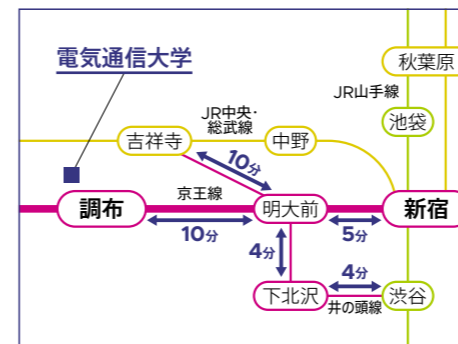 電気通信大学
秋葉原
JR山手線
JR中央・
総武線
池袋
吉祥寺
中野
10分
京王線
調布
明大前
新宿
10分
5分
4分
4分
下北沢
渋谷
井の頭線